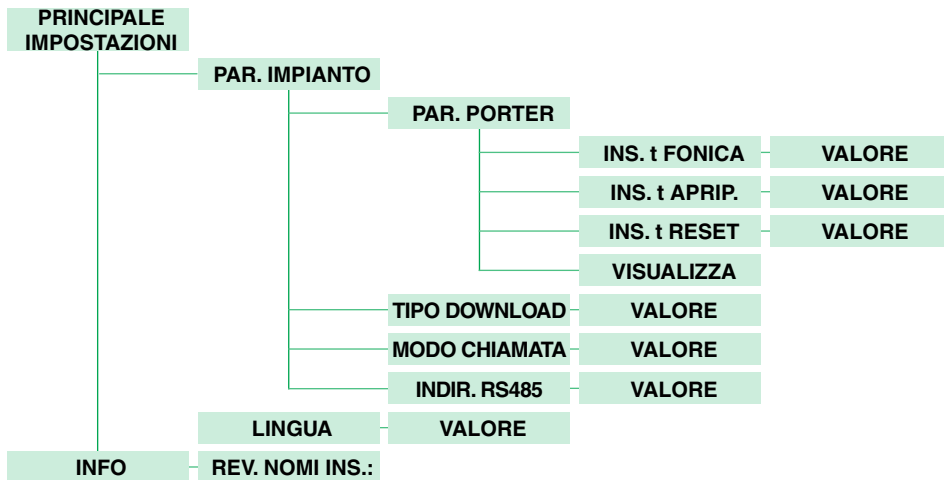 PRINCIPALE
IMPOSTAZIONI
PAR. IMPIANTO
PAR. PORTER
INS. t FONICA VALORE
INS. t APRIP. VALORE
INS. t RESET VALORE
VISUALIZZA
TIPO DOWNLOAD VALORE
MODO CHIAMATA VALORE
INDIR. RS485 VALORE
LINGUA VALORE
INFO REV. NOMI INS.: